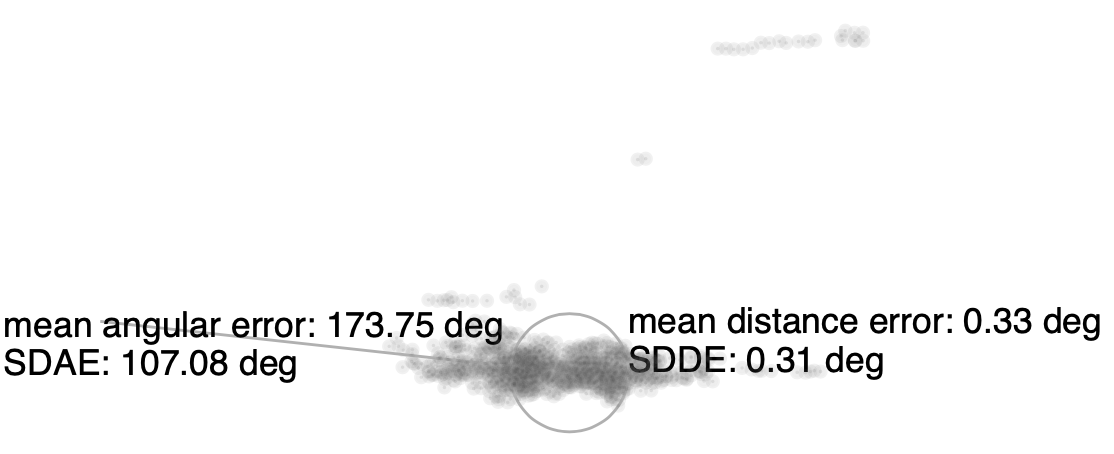 mean angular error: 173.75 deg
SDAE: 107.08 deg
mean distance error: 0.33 deg
SDDE: 0.31 deg